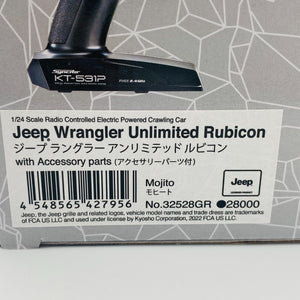 Syncro
KT-531P
1/24 Scale Radio Controlled Electric Powered Crawling Car
Jeep® Wrangler Unlimited Rubicon
ジープ ラングラー アンリミテッド ルビコン
with Accessory parts (アクセサリーパーツ付)
Mojito
モヒート
Jeep
No.32528GR ●28000
4 548565 427956
Jeep, the Jeep grille and related logos, vehicle model names and trade dress are trademarks
of FCA US LLC and used under license by Kyosho Corporation, 2022 FCA US LLC.